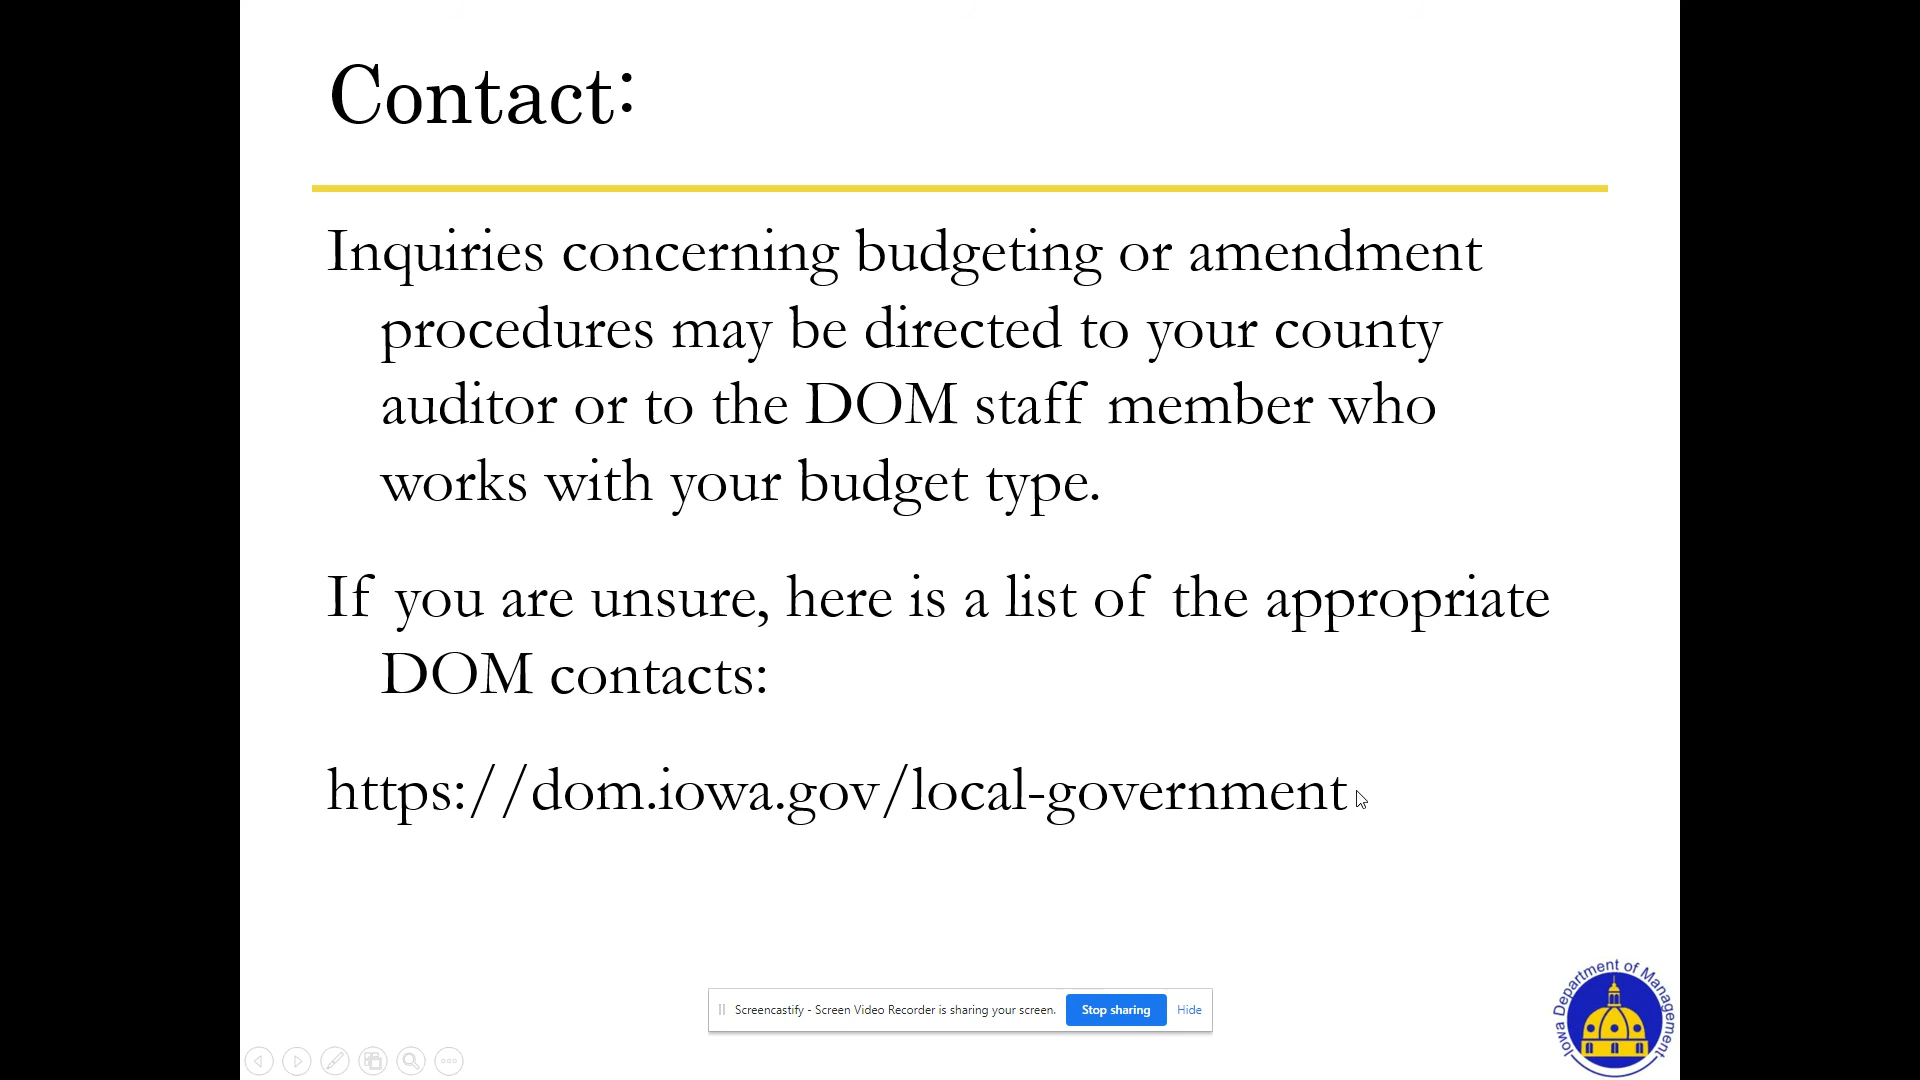 Contact:
Inquiries concerning budgeting or amendment
procedures may be directed to your county
auditor or to the DOM staff member who
works with your budget type.
If you are unsure, here is a list of the appropriate
DOM contacts:
https://dom.iowa.gov/local-government
Screencastify - Screen Video Recorder is sharing your screen. Stop sharing Hide
Iowa Department of Management